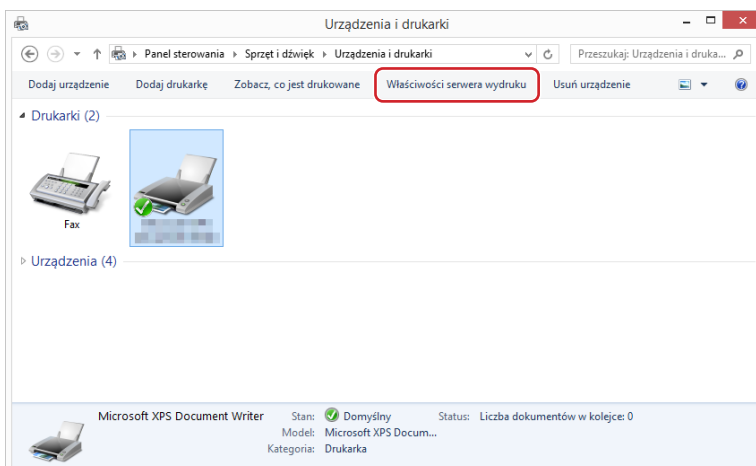 Urządzenia i drukarki
Panel sterowania Sprzęt i dźwięk Urządzenia i drukarki
Przeszukaj: Urządzenia i druka...
Dodaj urządzenie Dodaj drukarkę Zobacz, co jest drukowane Właściwości serwera wydruku Usuń urządzenie
Drukarki (2)
Fax
Urządzenia (4)
Microsoft XPS Document Writer Stan: Domyślny Status: Liczba dokumentów w kolejce: 0
Model: Microsoft XPS Docum...
Kategoria: Drukarka